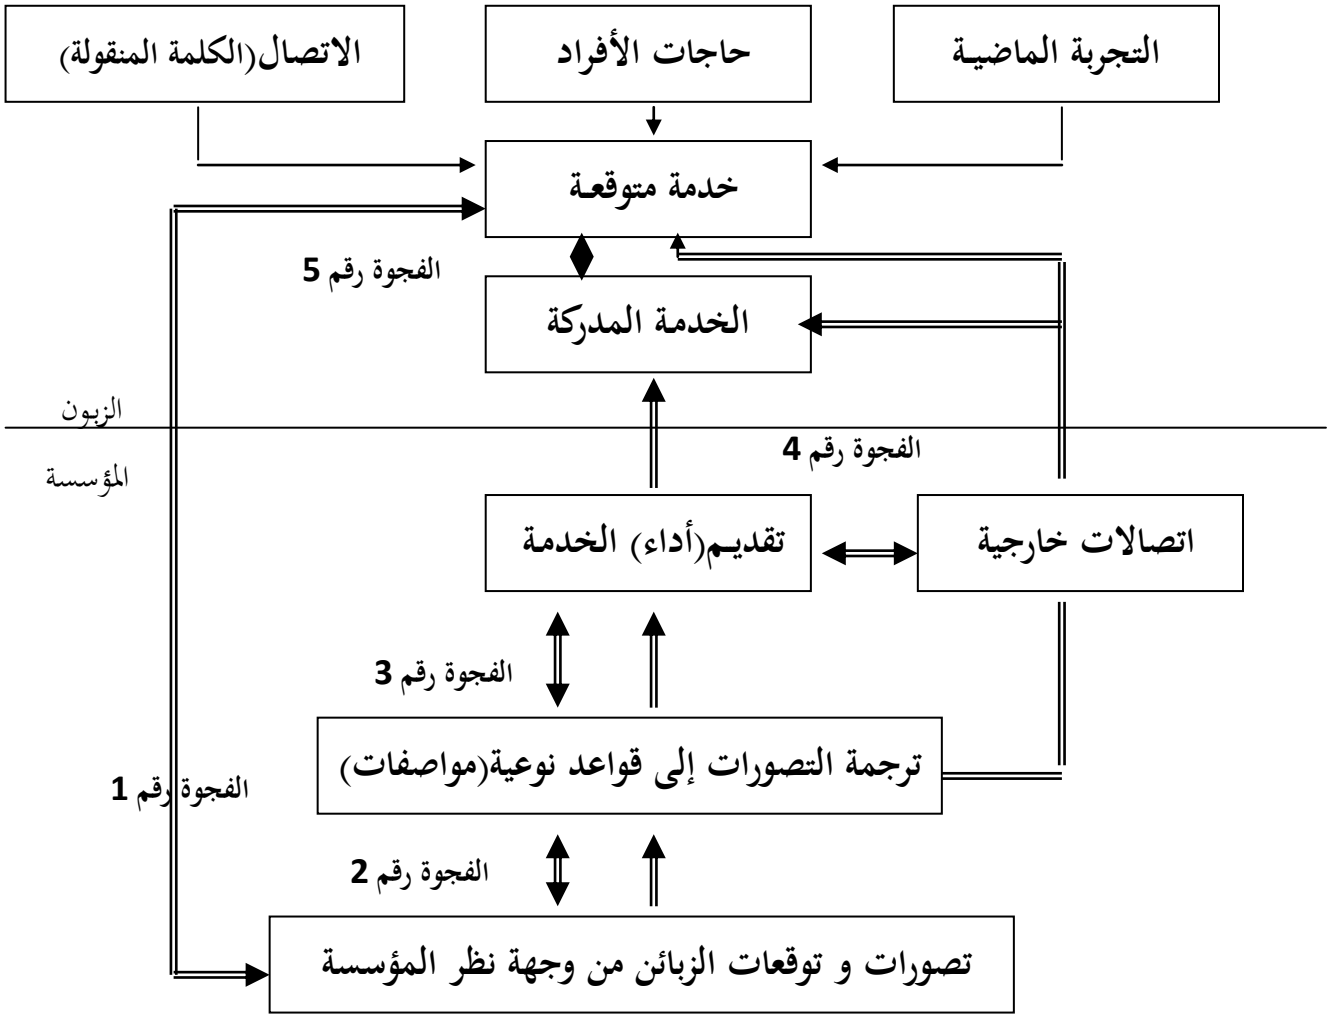 التجربة الماضية
حاجات الأفراد
الاتصال(الكلمة المنقولة)
خدمة متوقعة
الفجوة رقم 5
الخدمة المدركة
الزبون
الفجوة رقم 4
المؤسسة
اتصالات خارجية
تقديم(أداء) الخدمة
الفجوة رقم 3
ترجمة التصورات إلى قواعد نوعية(مواصفات)
الفجوة رقم 1
الفجوة رقم 2
تصورات و توقعات الزبائن من وجهة نظر المؤسسة